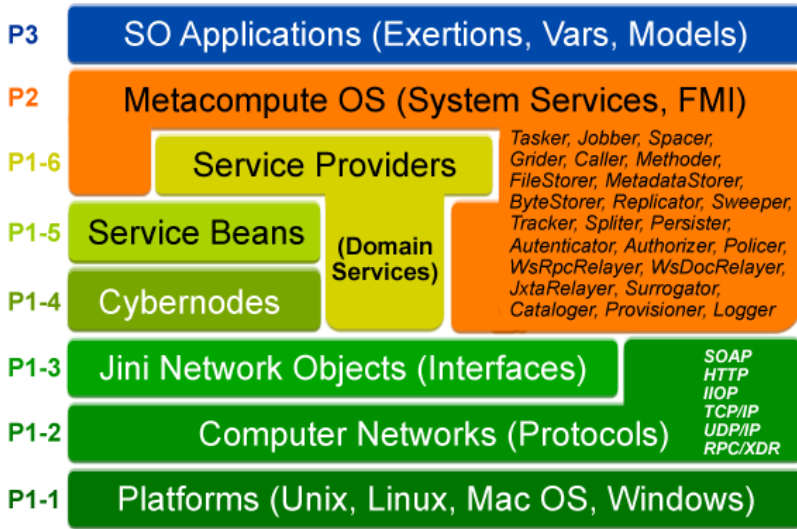 P3
SO Applications (Exertions, Vars, Models)
P2
Metacompute OS (System Services, FMI)
P1-6
Service Providers
Tasker, Jobber, Spacer,
Grider, Caller, Methoder,
FileStorer, MetadataStorer,
ByteStorer, Replicator, Sweeper,
Tracker, Spliter, Persister,
Autenticator, Authorizer, Policer,
WsRpcRelayer, WsDocRelayer,
JxtaRelayer, Surrogator,
Cataloger, Provisioner, Logger
P1-5
Service Beans
(Domain
Services)
P1-4
Cybernodes
P1-3
Jini Network Objects (Interfaces)
SOAP
HTTP
IIOP
TCP/IP
UDP/IP
RPC/XDR
P1-2
Computer Networks (Protocols)
P1-1
Platforms (Unix, Linux, Mac OS, Windows)